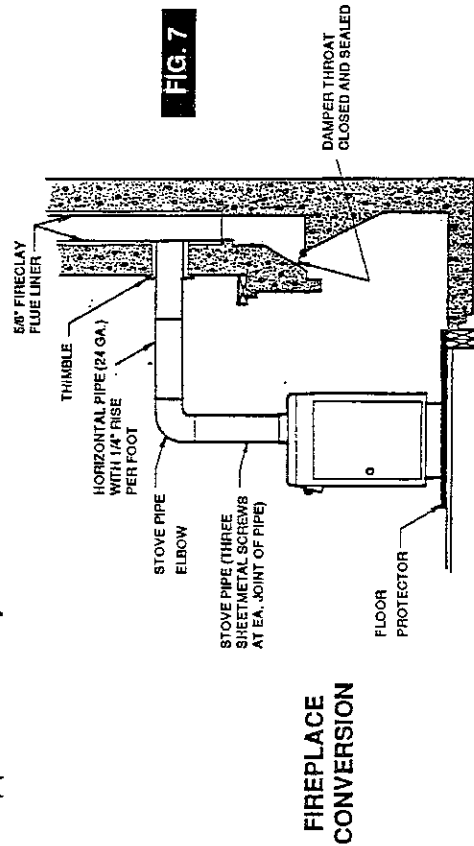 FIG. 7
5/8" FIRECLAY
FLUE LINER
THIMBLE
HORIZONTAL PIPE (24 GA.)
WITH 1/4" RISE
PER FOOT
STOVE PIPE
ELBOW
STOVE PIPE (THREE
SHEETMETAL SCREWS
AT EA. JOINT OF PIPE)
DAMPER THROAT
CLOSED AND SEALED
FLOOR
PROTECTOR
FIREPLACE
CONVERSION